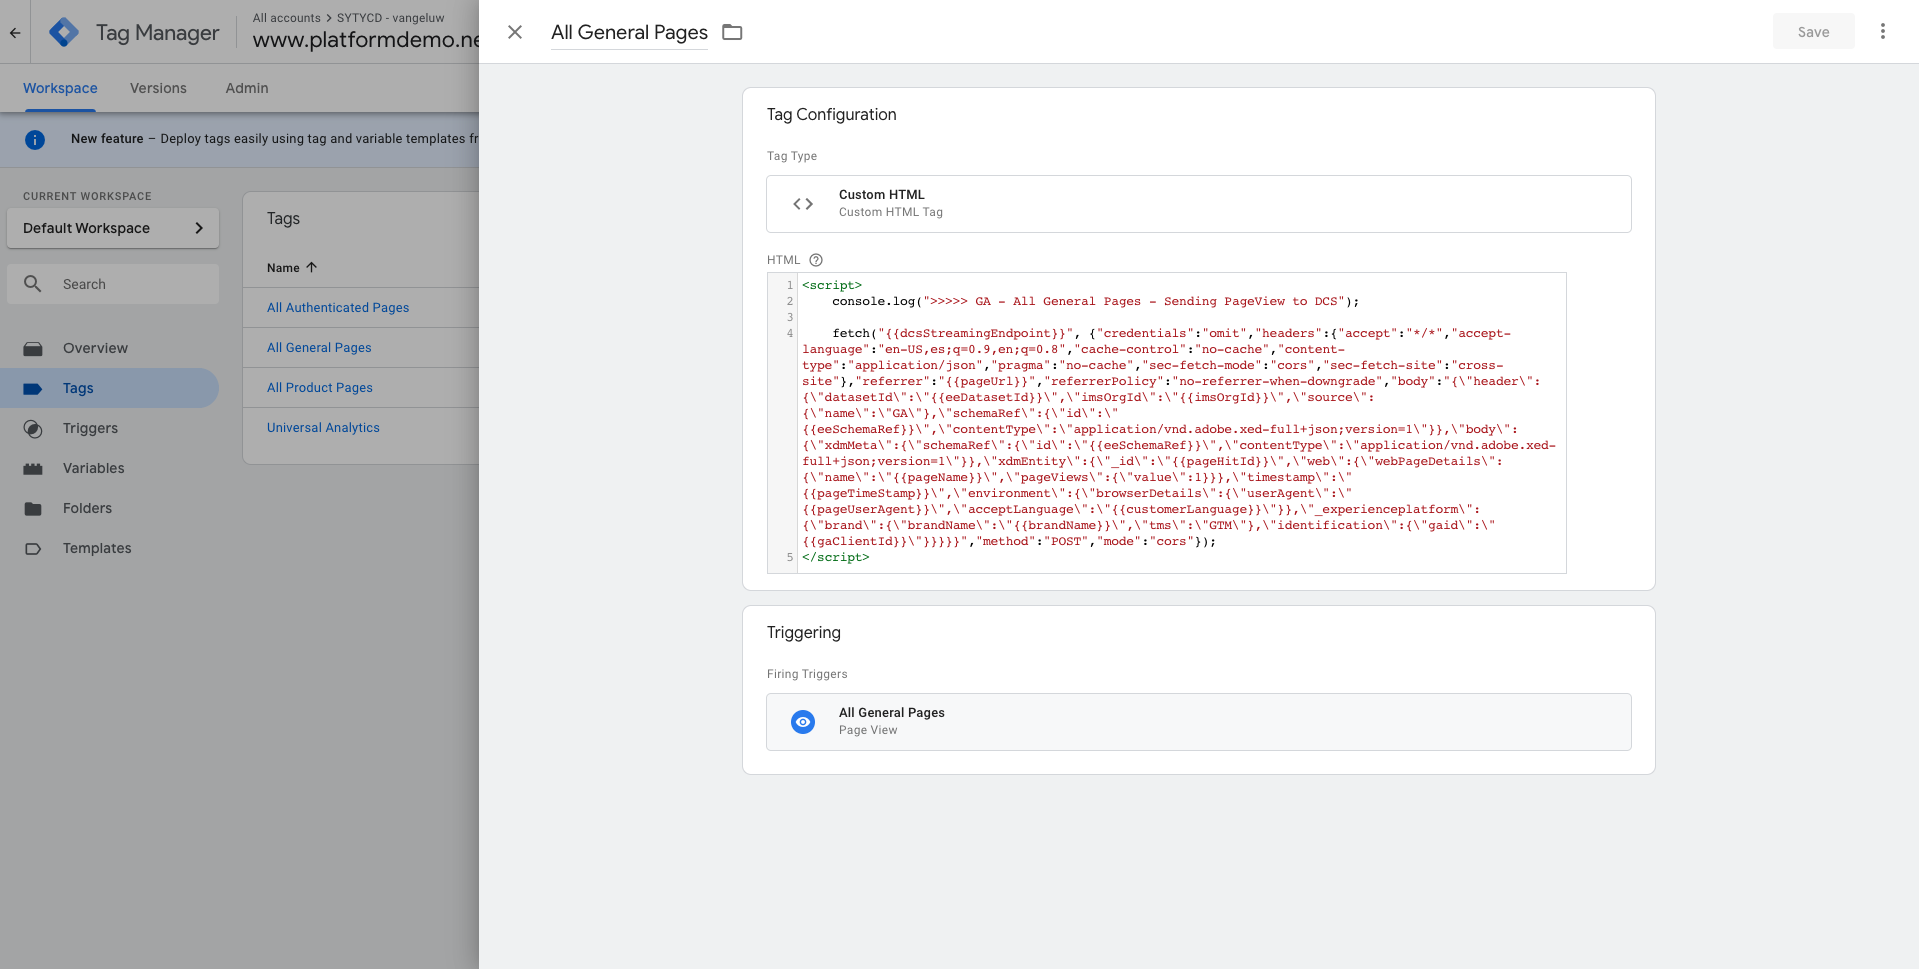 Tag Manager
All accounts > SYTYCD - vangeluw
www.platformdemo.ne
Workspace
Versions
Admin
New feature – Deploy tags easily using tag and variable templates fr
CURRENT WORKSPACE
Default Workspace
Search
Overview
Tags
Triggers
Variables
Folders
Templates
Tags
Name
All Authenticated Pages
All General Pages
All Product Pages
Universal Analytics
All General Pages
Save
Tag Configuration
Tag Type
Custom HTML
Custom HTML Tag
HTML
1 <script>
2 console.log(">>>>> GA - All General Pages - Sending PageView to DCS");
3
4 fetch("{{dcsStreamingEndpoint}}", {"credentials":"omit","headers":{"accept":"*/*","accept-
language":"en-US,es;q=0.9,en;q=0.8","cache-control":"no-cache","content-
type":"application/json","pragma":"no-cache","sec-fetch-mode":"cors","sec-fetch-site":"cross-
site"},"referrer":"{{pageUrl}}","referrerPolicy":"no-referrer-when-downgrade","body":"{\"header\":
{\"datasetId\":\"{{eeDatasetId}}\",\"imsOrgId\":\"{{imsOrgId}}\",\"source\":
{\"name\":\"GA\"},\"schemaRef\":{\"id\":\"
{{eeSchemaRef}}\",\"contentType\":\"application/vnd.adobe.xed-full+json;version=1\"}},\"body\":
{\"xdmMeta\":{\"schemaRef\":{\"id\":\"{{eeSchemaRef}}\",\"contentType\":\"application/vnd.adobe.xed-
full+json;version=1\"}},\"xdmEntity\":{\"_id\":\"{{pageHitId}}\",\"web\":{\"webPageDetails\":
{\"name\":\"{{pageName}}\",\"pageViews\":{\"value\":1}}},\"timestamp\":\"
{{pageTimeStamp}}\",\"environment\":{\"browserDetails\":{\"userAgent\":\"
{{pageUserAgent}}\",\"acceptLanguage\":\"{{customerLanguage}}\"}},\"_experienceplatform\":
{\"brand\":{\"brandName\":\"{{brandName}}\",\"tms\":\"GTM\"},\"identification\":{\"gaid\":\"
{{gaClientId}}\"}}}}}","method":"POST","mode":"cors"});
5 </script>
Triggering
Firing Triggers
All General Pages
Page View